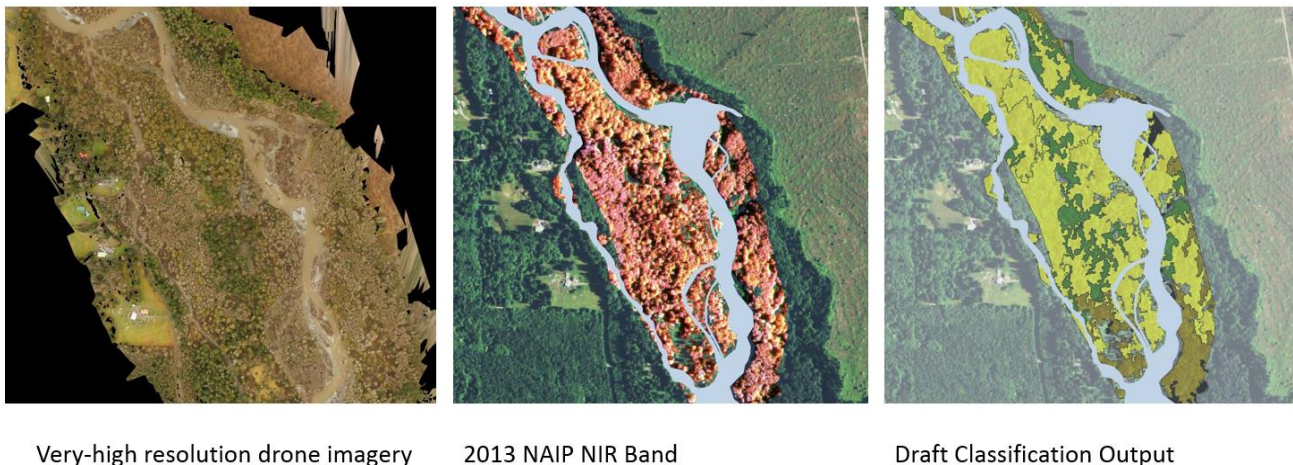 Very-high resolution drone imagery
2013 NAIP NIR Band
Draft Classification Output